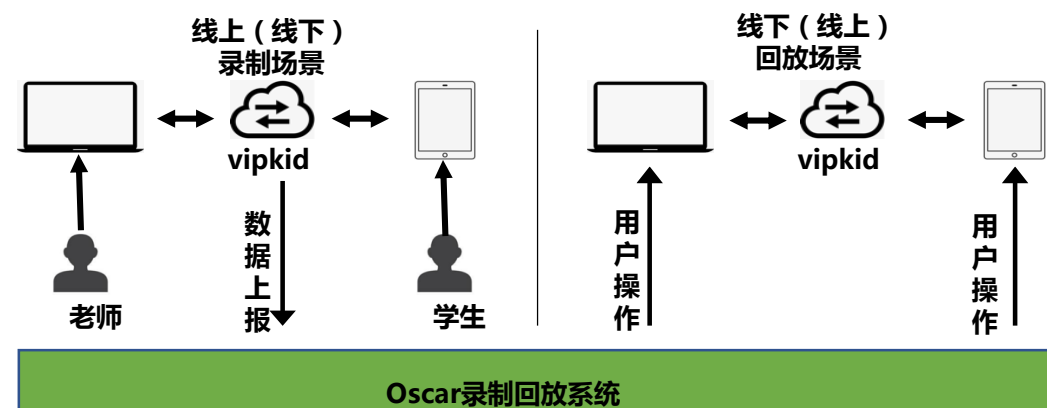 线上（线下）
录制场景
vipkid
数据上报
老师
学生
线下（线上）
回放场景
vipkid
用户操作
用户操作
Oscar录制回放系统